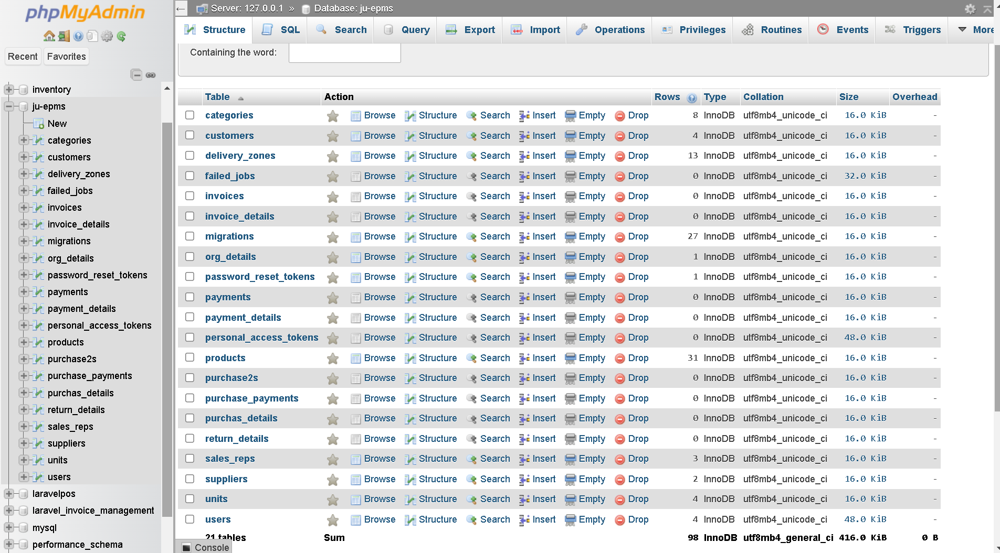 phpMyAdmin
Recent Favorites
inventory
ju-epms
New
categories
customers
delivery_zones
failed_jobs
invoices
invoice_details
migrations
org_details
password_reset_tokens
payments
payment_details
personal_access_tokens
products
purchase2s
purchase_payments
purchas_details
return_details
sales_reps
suppliers
units
users
laravelpos
laravel_invoice_management
mysql
performance_schema
Server: 127.0.0.1 » Database: ju-epms
Structure SQL Search Query Export Import Operations Privileges Routines Events Triggers More
Containing the word:
Table Action Rows Type Collation Size Overhead
categories Browse Structure Search Insert Empty Drop 8 InnoDB utf8mb4_unicode_ci 16.0 KiB -
customers Browse Structure Search Insert Empty Drop 4 InnoDB utf8mb4_unicode_ci 16.0 KiB -
delivery_zones Browse Structure Search Insert Empty Drop 13 InnoDB utf8mb4_unicode_ci 16.0 KiB -
failed_jobs Browse Structure Search Insert Empty Drop 0 InnoDB utf8mb4_unicode_ci 32.0 KiB -
invoices Browse Structure Search Insert Empty Drop 0 InnoDB utf8mb4_unicode_ci 16.0 KiB -
invoice_details Browse Structure Search Insert Empty Drop 0 InnoDB utf8mb4_unicode_ci 16.0 KiB -
migrations Browse Structure Search Insert Empty Drop 27 InnoDB utf8mb4_unicode_ci 16.0 KiB -
org_details Browse Structure Search Insert Empty Drop 1 InnoDB utf8mb4_unicode_ci 16.0 KiB -
password_reset_tokens Browse Structure Search Insert Empty Drop 1 InnoDB utf8mb4_unicode_ci 16.0 KiB -
payments Browse Structure Search Insert Empty Drop 0 InnoDB utf8mb4_unicode_ci 16.0 KiB -
payment_details Browse Structure Search Insert Empty Drop 0 InnoDB utf8mb4_unicode_ci 16.0 KiB -
personal_access_tokens Browse Structure Search Insert Empty Drop 0 InnoDB utf8mb4_unicode_ci 48.0 KiB -
products Browse Structure Search Insert Empty Drop 31 InnoDB utf8mb4_unicode_ci 16.0 KiB -
purchase2s Browse Structure Search Insert Empty Drop 0 InnoDB utf8mb4_unicode_ci 16.0 KiB -
purchase_payments Browse Structure Search Insert Empty Drop 0 InnoDB utf8mb4_unicode_ci 16.0 KiB -
purchas_details Browse Structure Search Insert Empty Drop 0 InnoDB utf8mb4_unicode_ci 16.0 KiB -
return_details Browse Structure Search Insert Empty Drop 0 InnoDB utf8mb4_unicode_ci 16.0 KiB -
sales_reps Browse Structure Search Insert Empty Drop 3 InnoDB utf8mb4_unicode_ci 16.0 KiB -
suppliers Browse Structure Search Insert Empty Drop 2 InnoDB utf8mb4_unicode_ci 16.0 KiB -
units Browse Structure Search Insert Empty Drop 4 InnoDB utf8mb4_unicode_ci 16.0 KiB -
users Browse Structure Search Insert Empty Drop 4 InnoDB utf8mb4_unicode_ci 48.0 KiB -
21 tables Sum 98 InnoDB utf8mb4_general_ci 416.0 KiB 0 B
Console